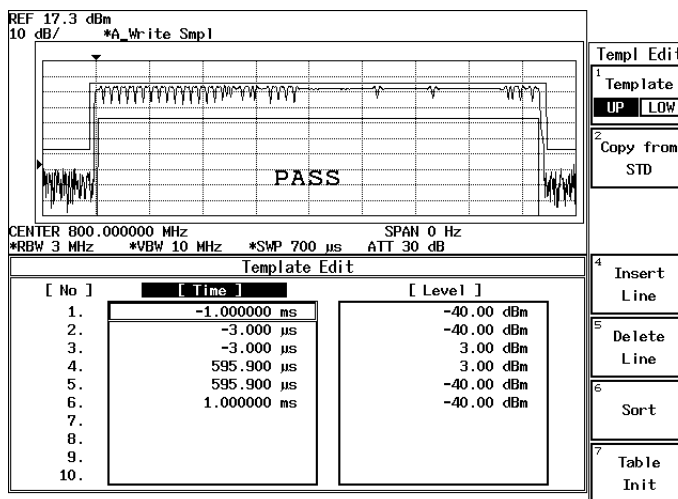 REF 17.3 dBm
10 dB/ *A_Write Smpl
PASS
CENTER 800.000000 MHz SPAN 0 Hz
*RBW 3 MHz *VBW 10 MHz *SWP 700 µs ATT 30 dB
Template Edit
[ No ] [ Time ] [ Level ]
1. -1.000000 ms -40.00 dBm
2. -3.000 µs -40.00 dBm
3. -3.000 µs 3.00 dBm
4. 595.900 µs 3.00 dBm
5. 595.900 µs -40.00 dBm
6. 1.000000 ms -40.00 dBm
7.
8.
9.
10.
Templ Edit
1
Template
UP LOW
2
Copy from
STD
4
Insert
Line
5
Delete
Line
6
Sort
7
Table
Init